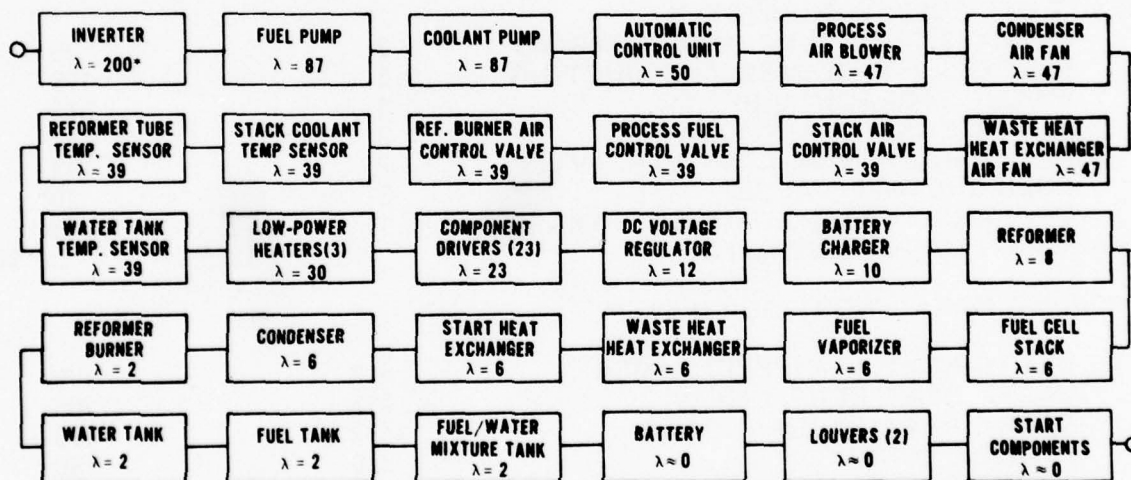 INVERTER
λ = 200*
FUEL PUMP
λ = 87
COOLANT PUMP
λ = 87
AUTOMATIC
CONTROL UNIT
λ = 50
PROCESS
AIR BLOWER
λ = 47
CONDENSER
AIR FAN
λ = 47
REFORMER TUBE
TEMP. SENSOR
λ = 39
STACK COOLANT
TEMP SENSOR
λ = 39
REF. BURNER AIR
CONTROL VALVE
λ = 39
PROCESS FUEL
CONTROL VALVE
λ = 39
STACK AIR
CONTROL VALVE
λ = 39
WASTE HEAT
HEAT EXCHANGER
AIR FAN λ = 47
WATER TANK
TEMP. SENSOR
λ = 39
LOW-POWER
HEATERS(3)
λ = 30
COMPONENT
DRIVERS (23)
λ = 23
DC VOLTAGE
REGULATOR
λ = 12
BATTERY
CHARGER
λ = 10
REFORMER
λ = 8
REFORMER
BURNER
λ = 2
CONDENSER
λ = 6
START HEAT
EXCHANGER
λ = 6
WASTE HEAT
HEAT EXCHANGER
λ = 6
FUEL
VAPORIZER
λ = 6
FUEL CELL
STACK
λ = 6
WATER TANK
λ = 2
FUEL TANK
λ = 2
FUEL/WATER
MIXTURE TANK
λ = 2
BATTERY
λ ≈ 0
LOUVERS (2)
λ ≈ 0
START
COMPONENTS
λ ≈ 0